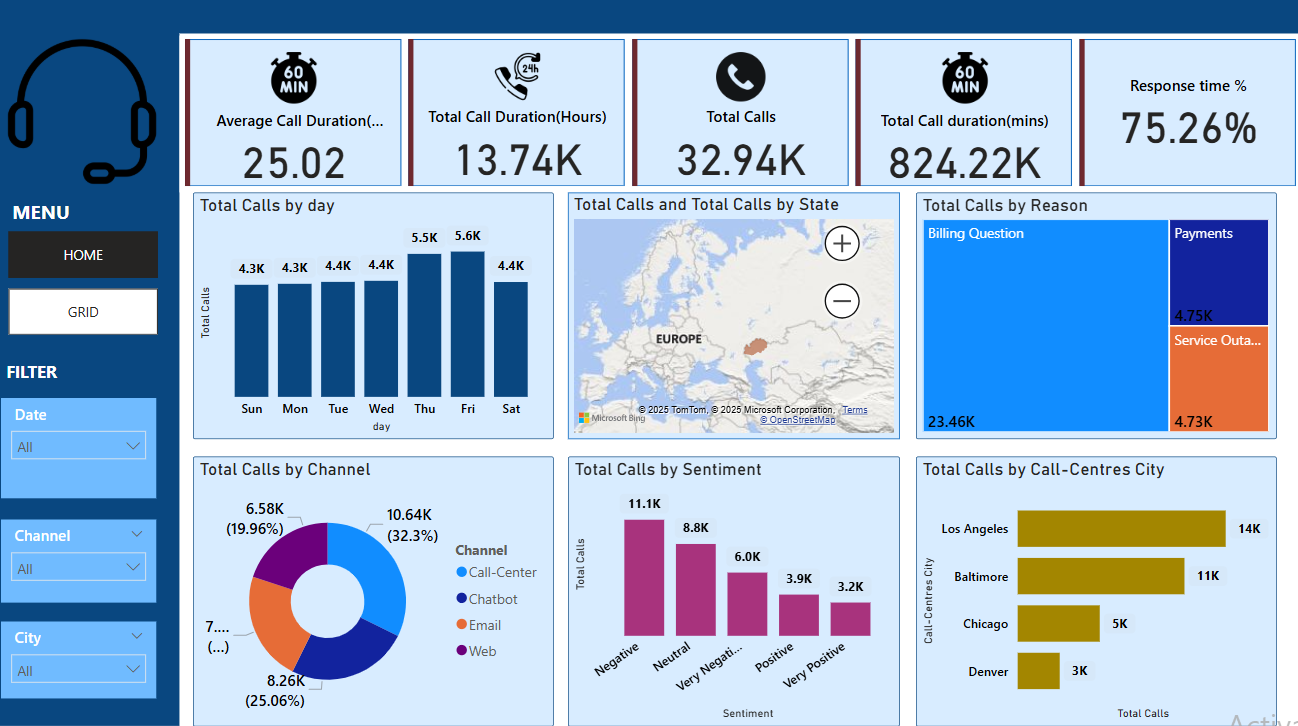 60
MIN
Average Call Duration(...
25.02
24h
Total Call Duration(Hours)
13.74K
Total Calls
32.94K
60
MIN
Total Call duration(mins)
824.22K
Response time %
75.26%
MENU
HOME
GRID
FILTER
Date
All
Channel
All
City
All
Total Calls by day
Total Calls
4.3K
4.3K
4.4K
4.4K
5.5K
5.6K
4.4K
Sun
Mon
Tue
Wed
Thu
Fri
Sat
day
Total Calls and Total Calls by State
EUROPE
Microsoft Bing
© 2025 TomTom, © 2025 Microsoft Corporation, Terms
© OpenStreetMap
Total Calls by Reason
Billing Question
23.46K
Payments
4.75K
Service Outa...
4.73K
Total Calls by Channel
6.58K
(19.96%)
10.64K
(32.3%)
7....
(...)
8.26K
(25.06%)
Channel
Call-Center
Chatbot
Email
Web
Total Calls by Sentiment
Total Calls
11.1K
8.8K
6.0K
3.9K
3.2K
Negative
Neutral
Very Negati...
Positive
Very Positive
Sentiment
Total Calls by Call-Centres City
Call-Centres City
Los Angeles
14K
Baltimore
11K
Chicago
5K
Denver
3K
Total Calls